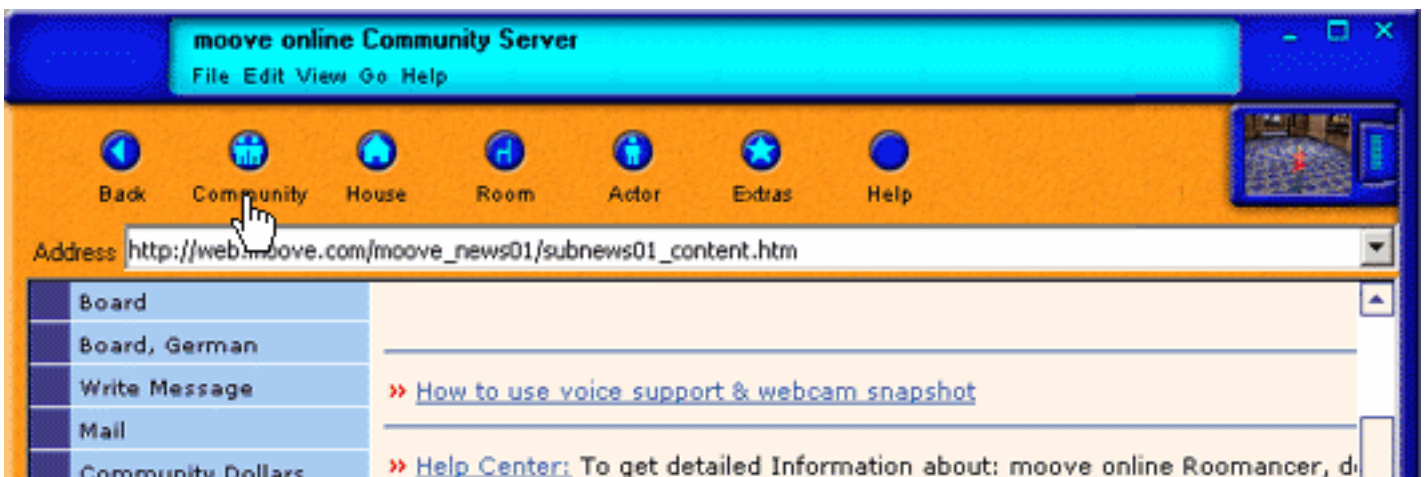 moove online Community Server
File Edit View Go Help
Back Community House Room Actor Extras Help
Address http://web.moove.com/moove_news01/subnews01_content.htm
Board
Board, German
Write Message
» How to use voice support & webcam snapshot
Mail
Community Dollars
» Help Center: To get detailed Information about: moove online Roomancer, d